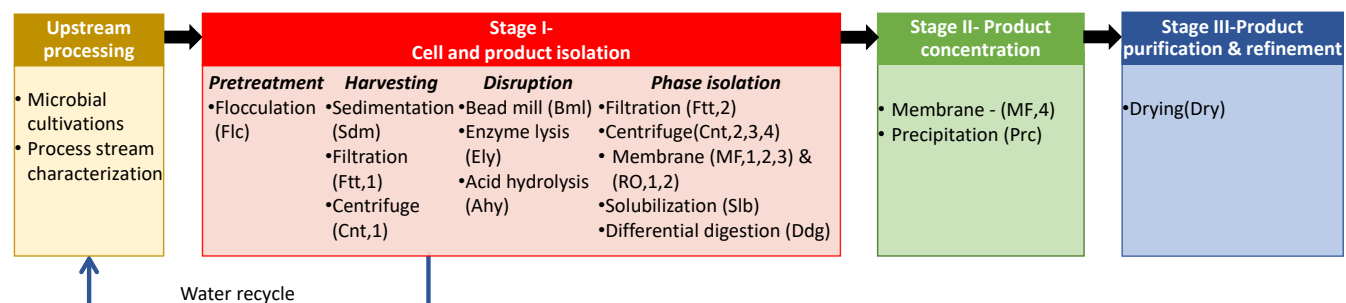 Upstream
processing
• Microbial
cultivations
• Process stream
characterization
Stage I-
Cell and product isolation
Pretreatment
•Flocculation
(Flc)
Harvesting
•Sedimentation
(Sdm)
•Filtration
(Ftt,1)
•Centrifuge
(Cnt,1)
Disruption
•Bead mill (Bml)
•Enzyme lysis
(Ely)
•Acid hydrolysis
(Ahy)
Phase isolation
•Filtration (Ftt,2)
•Centrifuge(Cnt,2,3,4)
• Membrane (MF,1,2,3) &
(RO,1,2)
•Solubilization (Slb)
•Differential digestion (Ddg)
Stage II- Product
concentration
• Membrane - (MF,4)
• Precipitation (Prc)
Stage III-Product
purification & refinement
•Drying(Dry)
Water recycle